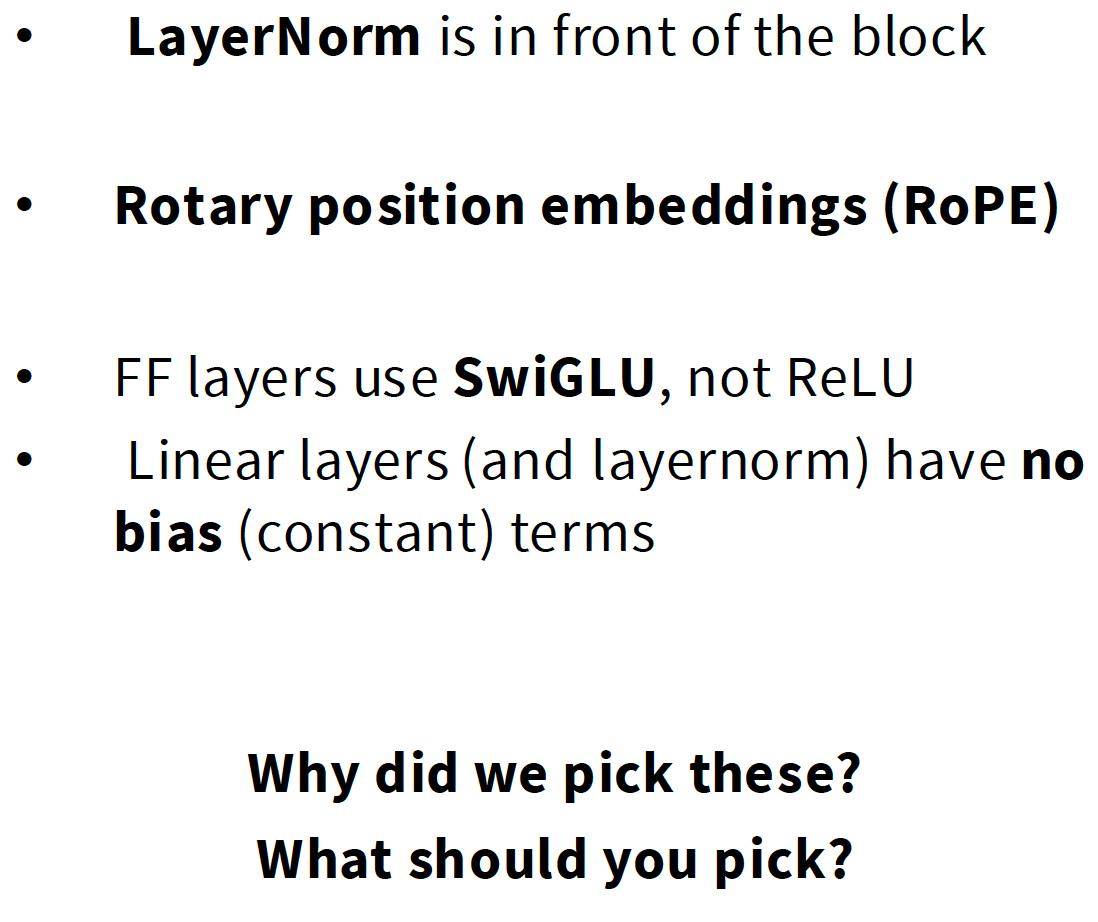 • LayerNorm is in front of the block
• Rotary position embeddings (RoPE)
• FF layers use SwiGLU, not ReLU
• Linear layers (and layernorm) have no
bias (constant) terms
Why did we pick these?
What should you pick?